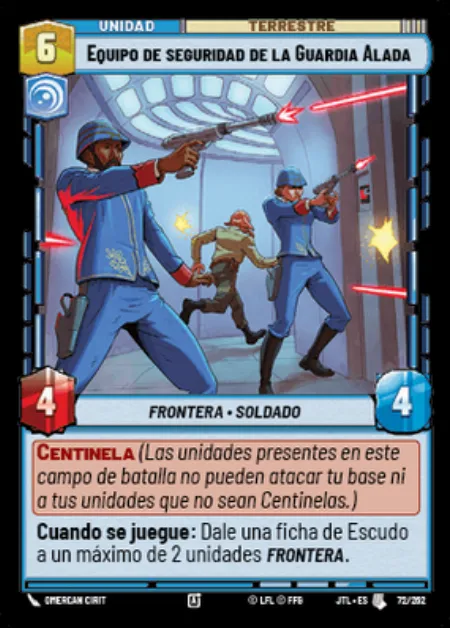 UNIDAD
TERRESTRE
6
EQUIPO DE SEGURIDAD DE LA GUARDIA ALADA
4
4
FRONTERA • SOLDADO
CENTINELA (Las unidades presentes en este
campo de batalla no pueden atacar tu base ni
a tus unidades que no sean Centinelas.)
Cuando se juegue: Dale una ficha de Escudo
a un máximo de 2 unidades FRONTERA.
OMERCAN CIRIT
A
© LFL © FFG
JTL • ES
72/262